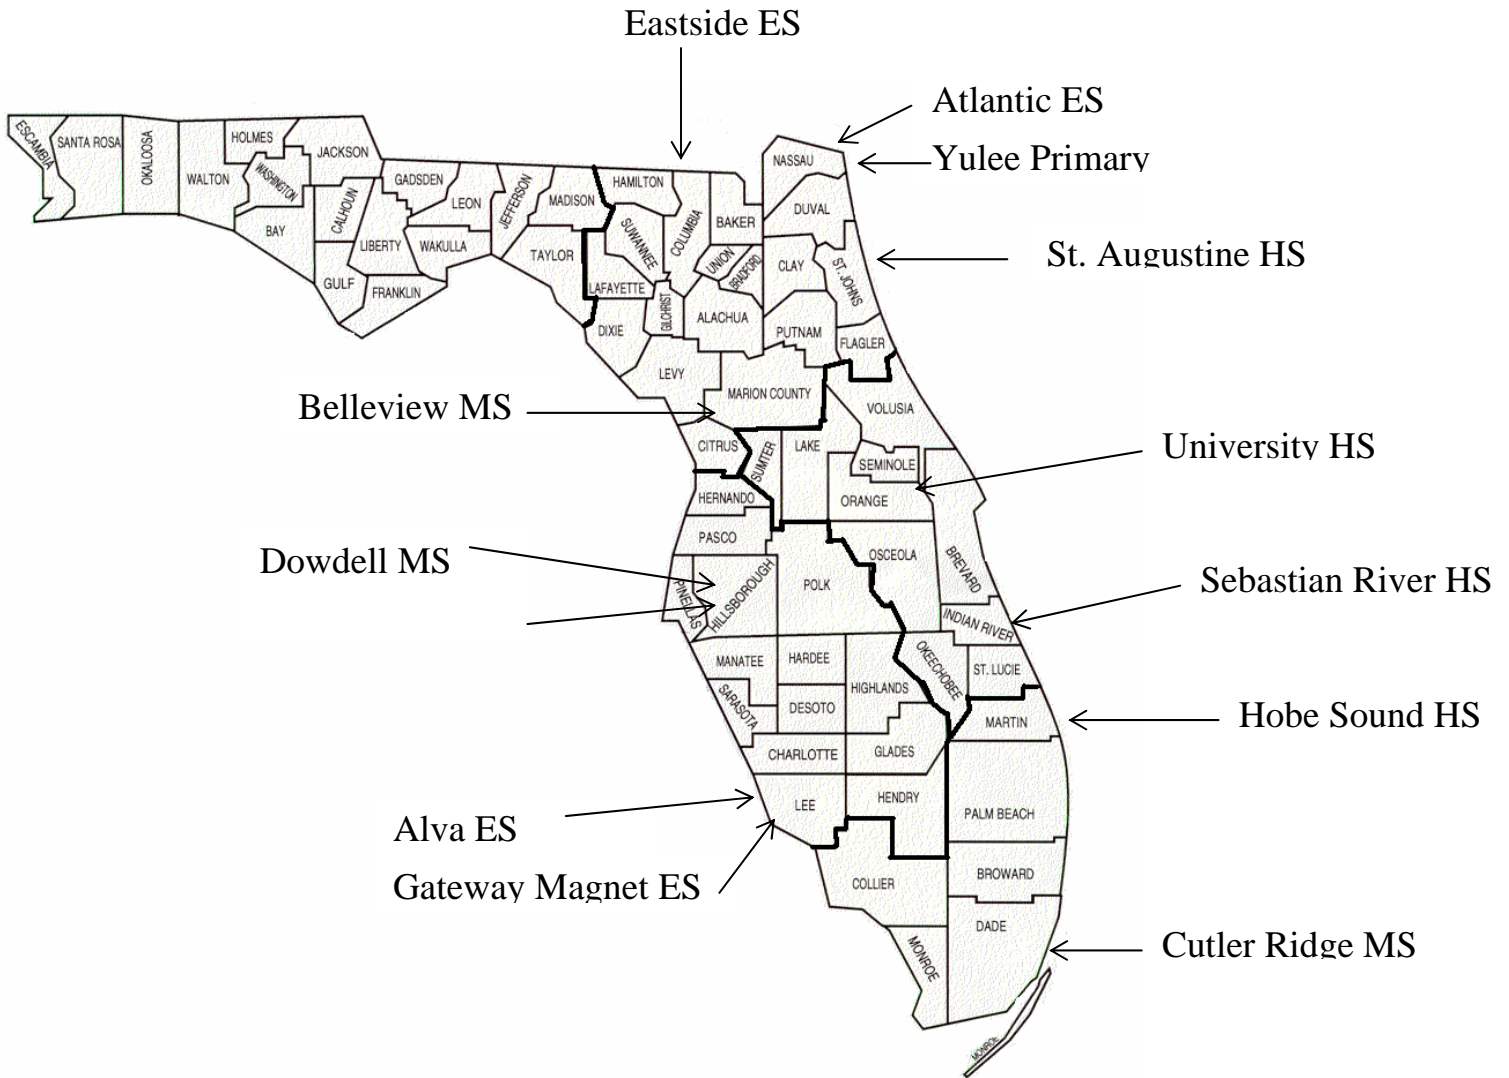 Eastside ES
Atlantic ES
Yulee Primary
St. Augustine HS
Belleview MS
University HS
Dowdell MS
Sebastian River HS
Hobe Sound HS
Alva ES
Gateway Magnet ES
Cutler Ridge MS
ESCAMBIA
SANTA ROSA
OKALOOSA
WALTON
HOLMES
WASHINGTON
JACKSON
BAY
CALHOUN
GULF
LIBERTY
GADSDEN
FRANKLIN
LEON
WAKULLA
JEFFERSON
MADISON
TAYLOR
HAMILTON
SUWANNEE
LAFAYETTE
DIXIE
COLUMBIA
GILCHRIST
BAKER
UNION
BRADFORD
ALACHUA
NASSAU
DUVAL
CLAY
ST. JOHNS
PUTNAM
FLAGLER
LEVY
MARION COUNTY
VOLUSIA
CITRUS
SUMTER
LAKE
SEMINOLE
ORANGE
HERNANDO
PASCO
PINELLAS
HILLSBOROUGH
POLK
OSCEOLA
BREVARD
INDIAN RIVER
MANATEE
HARDEE
HIGHLANDS
OKEECHOBEE
ST. LUCIE
SARASOTA
DESOTO
MARTIN
CHARLOTTE
GLADES
LEE
HENDRY
PALM BEACH
COLLIER
BROWARD
DADE
MONROE
MONROE